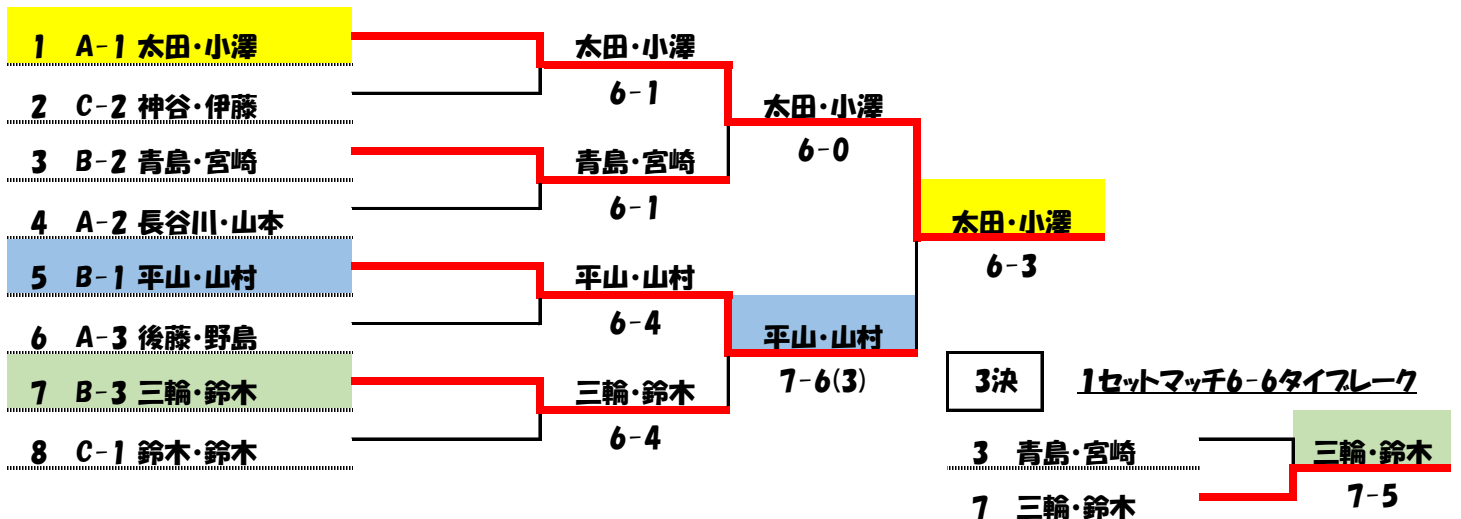 1 A-1 太田・小澤
2 C-2 神谷・伊藤
3 B-2 青島・宮崎
4 A-2 長谷川・山本
5 B-1 平山・山村
6 A-3 後藤・野島
7 B-3 三輪・鈴木
8 C-1 鈴木・鈴木
太田・小澤
6-1
青島・宮崎
6-1
平山・山村
6-4
三輪・鈴木
6-4
太田・小澤
6-0
平山・山村
7-6(3)
太田・小澤
6-3
3決
1セットマッチ6-6タイブレーク
3 青島・宮崎
7 三輪・鈴木
三輪・鈴木
7-5